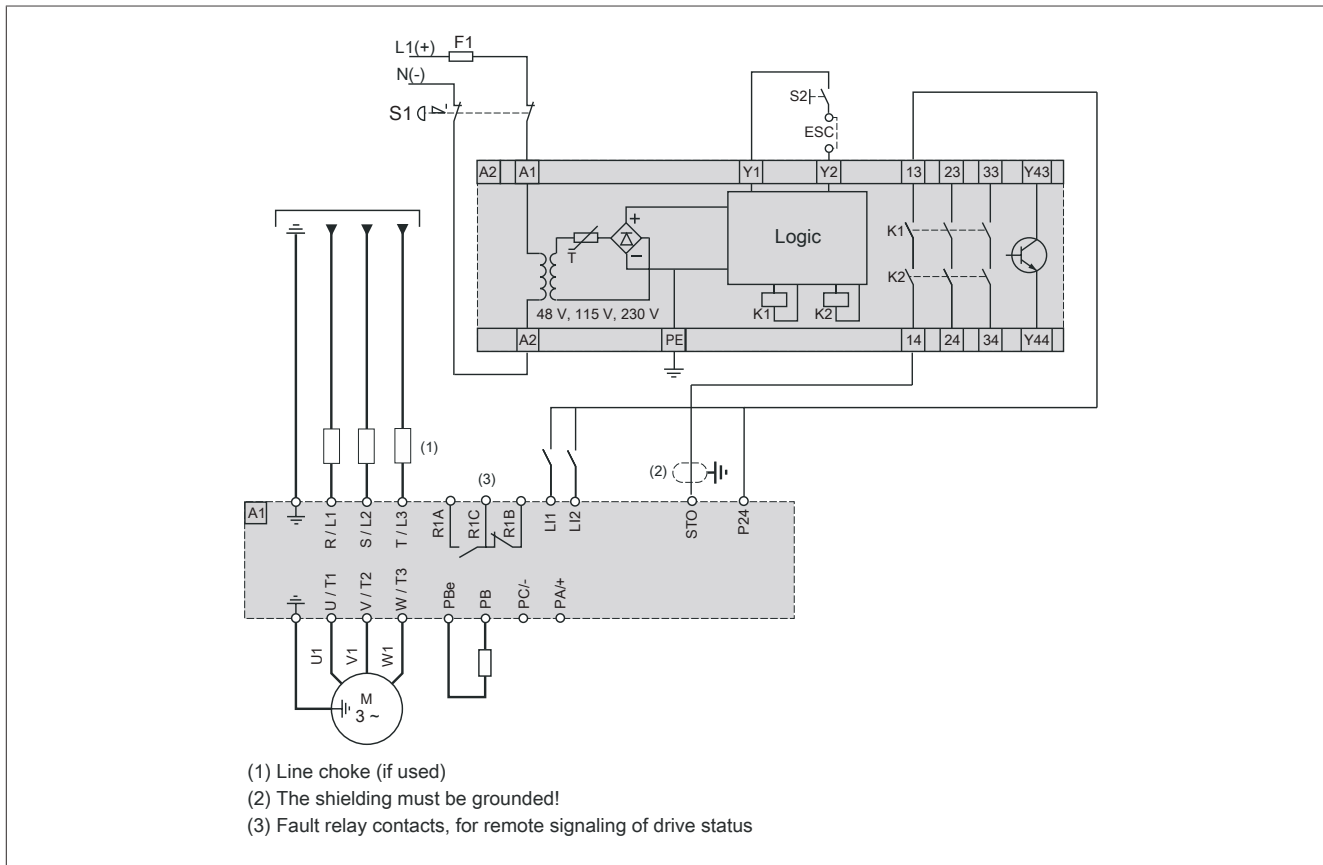 L1(+) F1
N(-)
S1
S2
ESC
A2 A1 Y1 Y2 13 23 33 Y43
+
T
-
Logic
K1
K2
48 V, 115 V, 230 V
K1 K2
A2 PE 14 24 34 Y44
(1)
(2)
(3)
A1
R / L1
S / L2
T / L3
R1A
R1C
R1B
LI1
LI2
STO
P24
U / T1
V / T2
W / T3
PBe
PB
PC/-
PA/+
U1
V1
W1
M
3 ~
(1) Line choke (if used)
(2) The shielding must be grounded!
(3) Fault relay contacts, for remote signaling of drive status